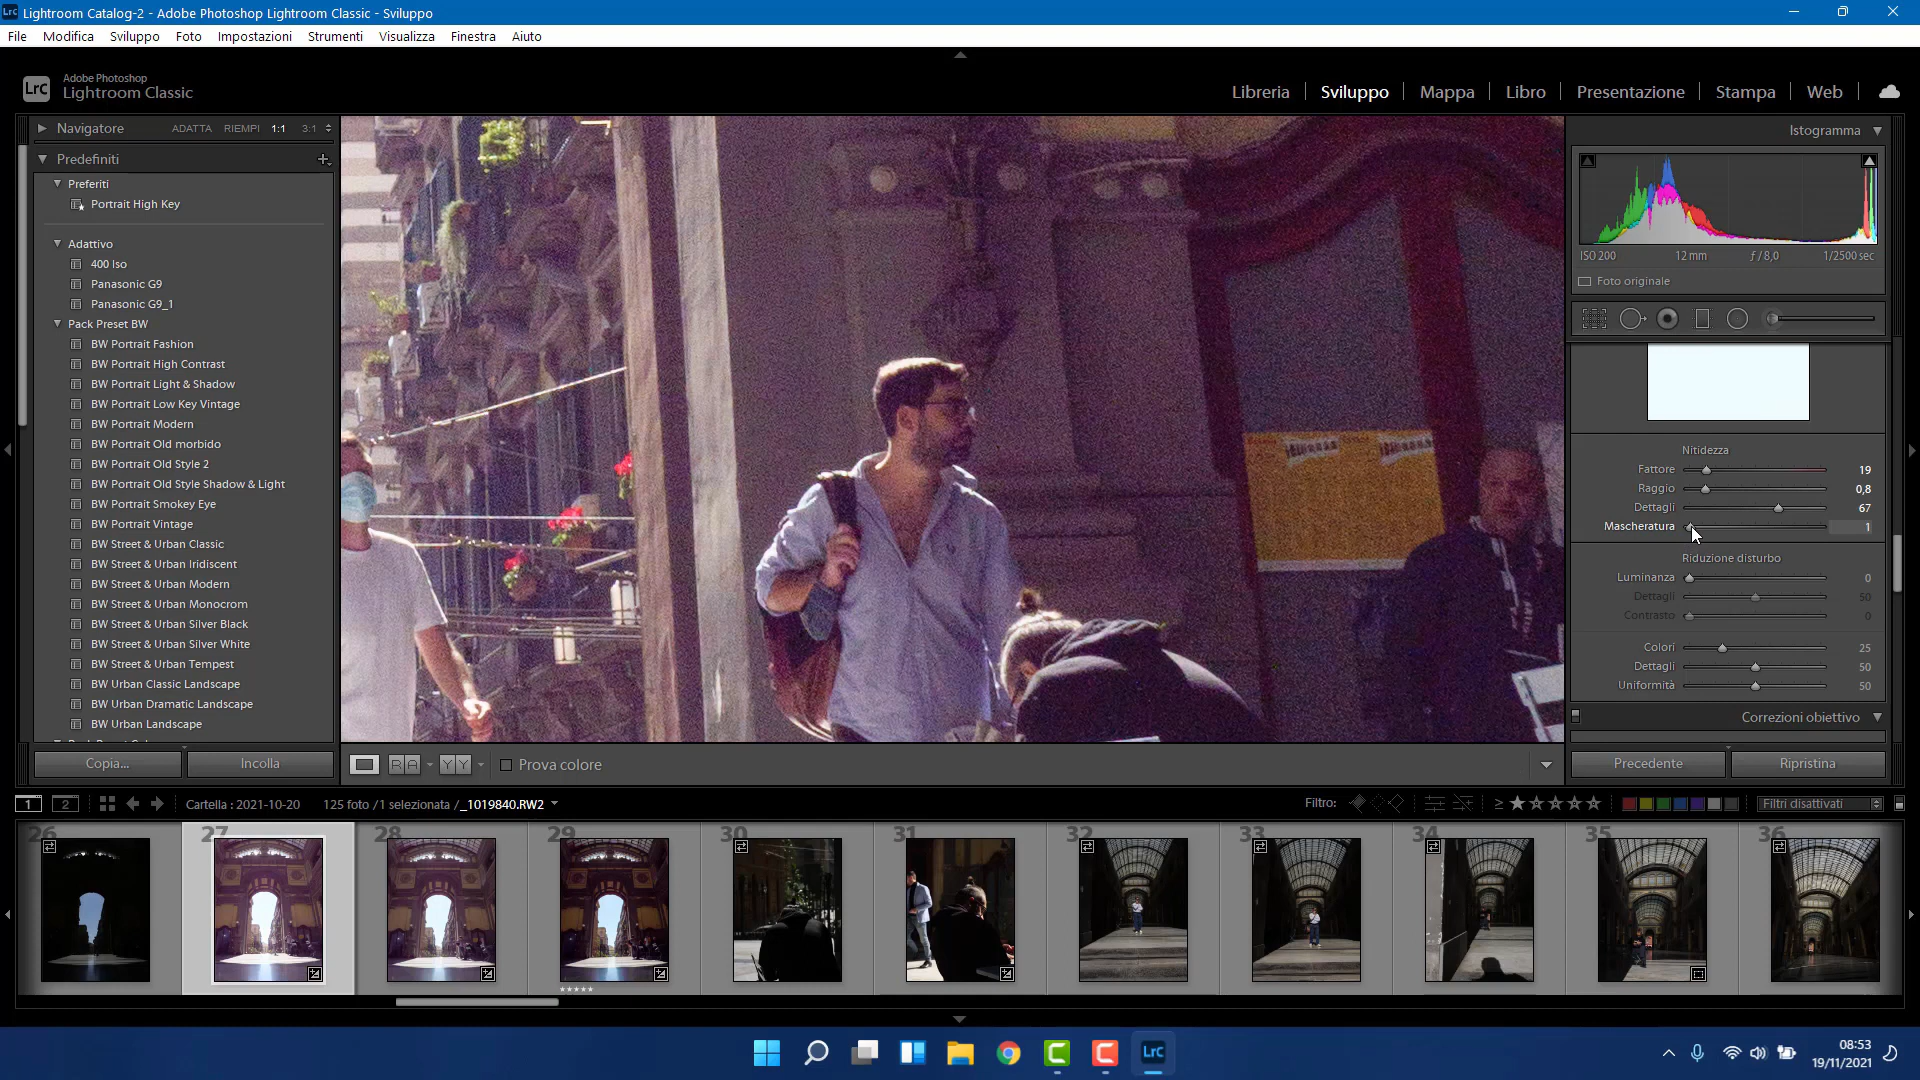 Lightroom Catalog-2 - Adobe Photoshop Lightroom Classic - Sviluppo
File Modifica Sviluppo Foto Impostazioni Strumenti Visualizza Finestra Aiuto
LrC
Adobe Photoshop
Lightroom Classic
Libreria Sviluppo Mappa Libro Presentazione Stampa Web
Navigatore ADATTA RIEMPI 1:1 3:1
Predefiniti
Preferiti
Portrait High Key
Adattivo
400 Iso
Panasonic G9
Panasonic G9_1
Pack Preset BW
BW Portrait Fashion
BW Portrait High Contrast
BW Portrait Light & Shadow
BW Portrait Low Key Vintage
BW Portrait Modern
BW Portrait Old morbido
BW Portrait Old Style 2
BW Portrait Old Style Shadow & Light
BW Portrait Smokey Eye
BW Portrait Vintage
BW Street & Urban Classic
BW Street & Urban Iridiscent
BW Street & Urban Modern
BW Street & Urban Monocrom
BW Street & Urban Silver Black
BW Street & Urban Silver White
BW Street & Urban Tempest
BW Urban Classic Landscape
BW Urban Dramatic Landscape
BW Urban Landscape
Copia... Incolla
Istogramma
ISO 200 12 mm ƒ / 8,0 1/2500 sec
Foto originale
Nitidezza
Fattore 19
Raggio 0,8
Dettagli 67
Mascheratura 1
Riduzione disturbo
Luminanza 0
Dettagli 50
Contrasto 0
Colori 25
Dettagli 50
Uniformità 50
Correzioni obiettivo
R A Y Y Prova colore
Precedente Ripristina
1 2 Cartella : 2021-10-20 125 foto / 1 selezionata / _1019840.RW2 Filtro: ≥ Filtri disattivati
26 27 28 29 30 31 32 33 34 35 36
LrC
08:53
19/11/2021